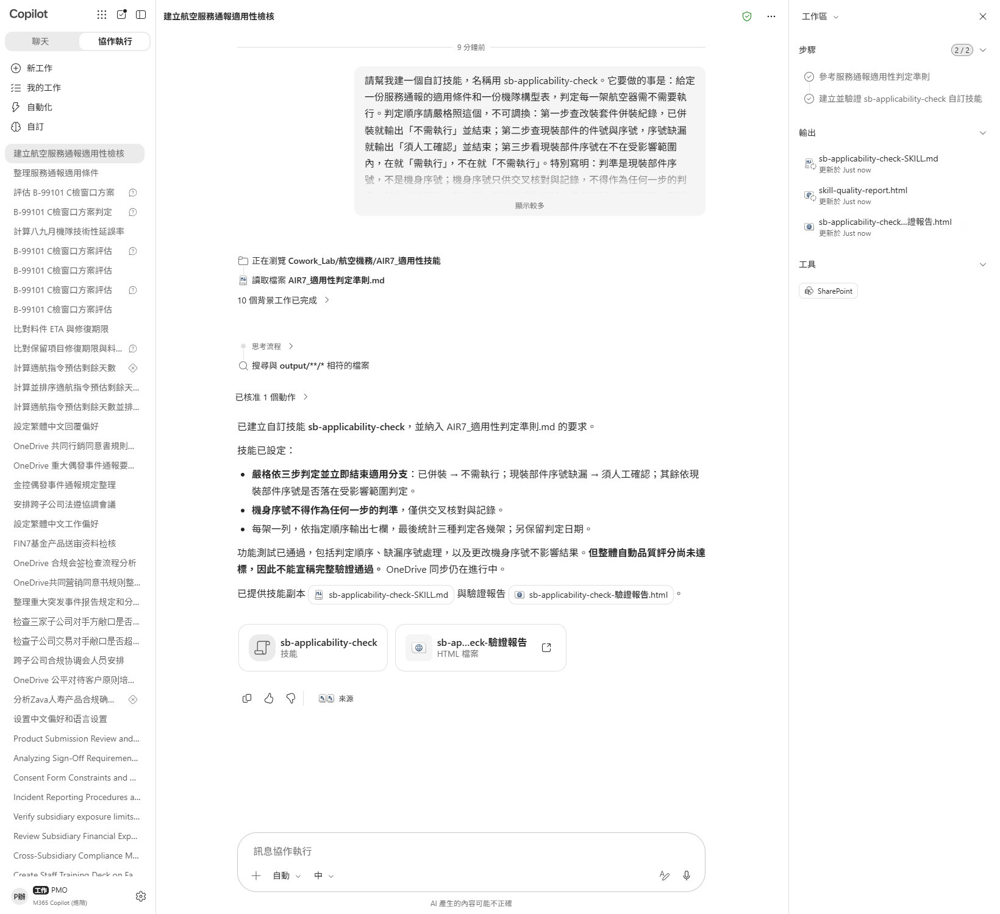 Copilot
聊天
協作執行
新工作
我的工作
自動化
自訂
建立航空服務通報適用性檢核
整理服務通報適用條件
評估 B-99101 C檢窗口方案
B-99101 C檢窗口方案判定
計算八九月機隊技術性延誤率
B-99101 C檢窗口方案評估
B-99101 C檢窗口方案評估
B-99101 C檢窗口方案評估
B-99101 C檢窗口方案評估
比對料件 ETA 與修復期限
比對保留項目修復期限與料...
計算適航指令預估剩餘天數
計算並排序適航指令預估剩餘天...
計算適航指令預估剩餘天數並排...
設定繁體中文回覆偏好
OneDrive 共同行銷同意書規則...
OneDrive 重大偶發事件通報要...
金控偶發事件通報規定整理
安排跨子公司法遵協調會議
設定繁體中文工作偏好
FIN7基金产品送审资料检核
OneDrive 合规会签检查流程分析
OneDrive共同营销同意书规则整...
整理重大突发事件报告规定和分...
检查三家子公司对手方敞口是否...
检查子公司交易对手敞口是否超...
跨子公司合规协调会人员安排
OneDrive 公平对待客户原则培...
分析Zava人寿产品合规确...
设置中文偏好和语言设置
Product Submission Review and...
Analyzing Sign-Off Requiremen...
Consent Form Constraints and ...
Incident Reporting Procedures a...
Verify subsidiary exposure limits...
Review Subsidiary Financial Exp...
Cross-Subsidiary Compliance M...
Create Staff Training Deck on Fa...
P辦
工作 PMO
M365 Copilot (進階)
建立航空服務通報適用性檢核
9 分鐘前
請幫我建一個自訂技能，名稱用 sb-applicability-check。它要做的事是：給定
一份服務通報的適用條件和一份機隊構型表，判定每一架航空器需不需要執
行。判定順序請嚴格照這個，不可調換：第一步查改裝套件併裝紀錄，已併
裝就輸出「不需執行」並結束；第二步查現裝部件的件號與序號，序號缺漏
就輸出「須人工確認」並結束；第三步看現裝部件序號在不在受影響範圍
內，在就「需執行」，不在就「不需執行」。特別寫明：判準是現裝部件序
號，不是機身序號；機身序號只供交叉核對與記錄，不得作為任何一步的判
顯示較多
正在瀏覽 Cowork_Lab/航空機務/AIR7_適用性技能
讀取檔案 AIR7_適用性判定準則.md
10 個背景工作已完成
思考流程
搜尋與 output/**/* 相符的檔案
已核准 1 個動作
已建立自訂技能 sb-applicability-check，並納入 AIR7_適用性判定準則.md 的要求。
技能已設定：
• 嚴格依三步判定並立即結束適用分支：已併裝 → 不需執行；現裝部件序號缺漏 → 須人工確認；其餘依現
裝部件序號是否落在受影響範圍判定。
• 機身序號不得作為任何一步的判準，僅供交叉核對與記錄。
• 每架一列，依指定順序輸出七欄，最後統計三種判定各幾架；另保留判定日期。
功能測試已通過，包括判定順序、缺漏序號處理，以及更改機身序號不影響結果。但整體自動品質評分尚未達
標，因此不能宣稱完整驗證通過。 OneDrive 同步仍在進行中。
已提供技能副本 sb-applicability-check-SKILL.md 與驗證報告 sb-applicability-check-驗證報告.html 。
sb-applicability-check
技能
sb-ap...eck-驗證報告
HTML 檔案
來源
訊息協作執行
自動
中
AI 產生的內容可能不正確
工作區
步驟
2 / 2
參考服務通報適用性判定準則
建立並驗證 sb-applicability-check 自訂技能
輸出
sb-applicability-check-SKILL.md
更新於 Just now
skill-quality-report.html
更新於 Just now
sb-applicability-check...證報告.html
更新於 Just now
工具
SharePoint